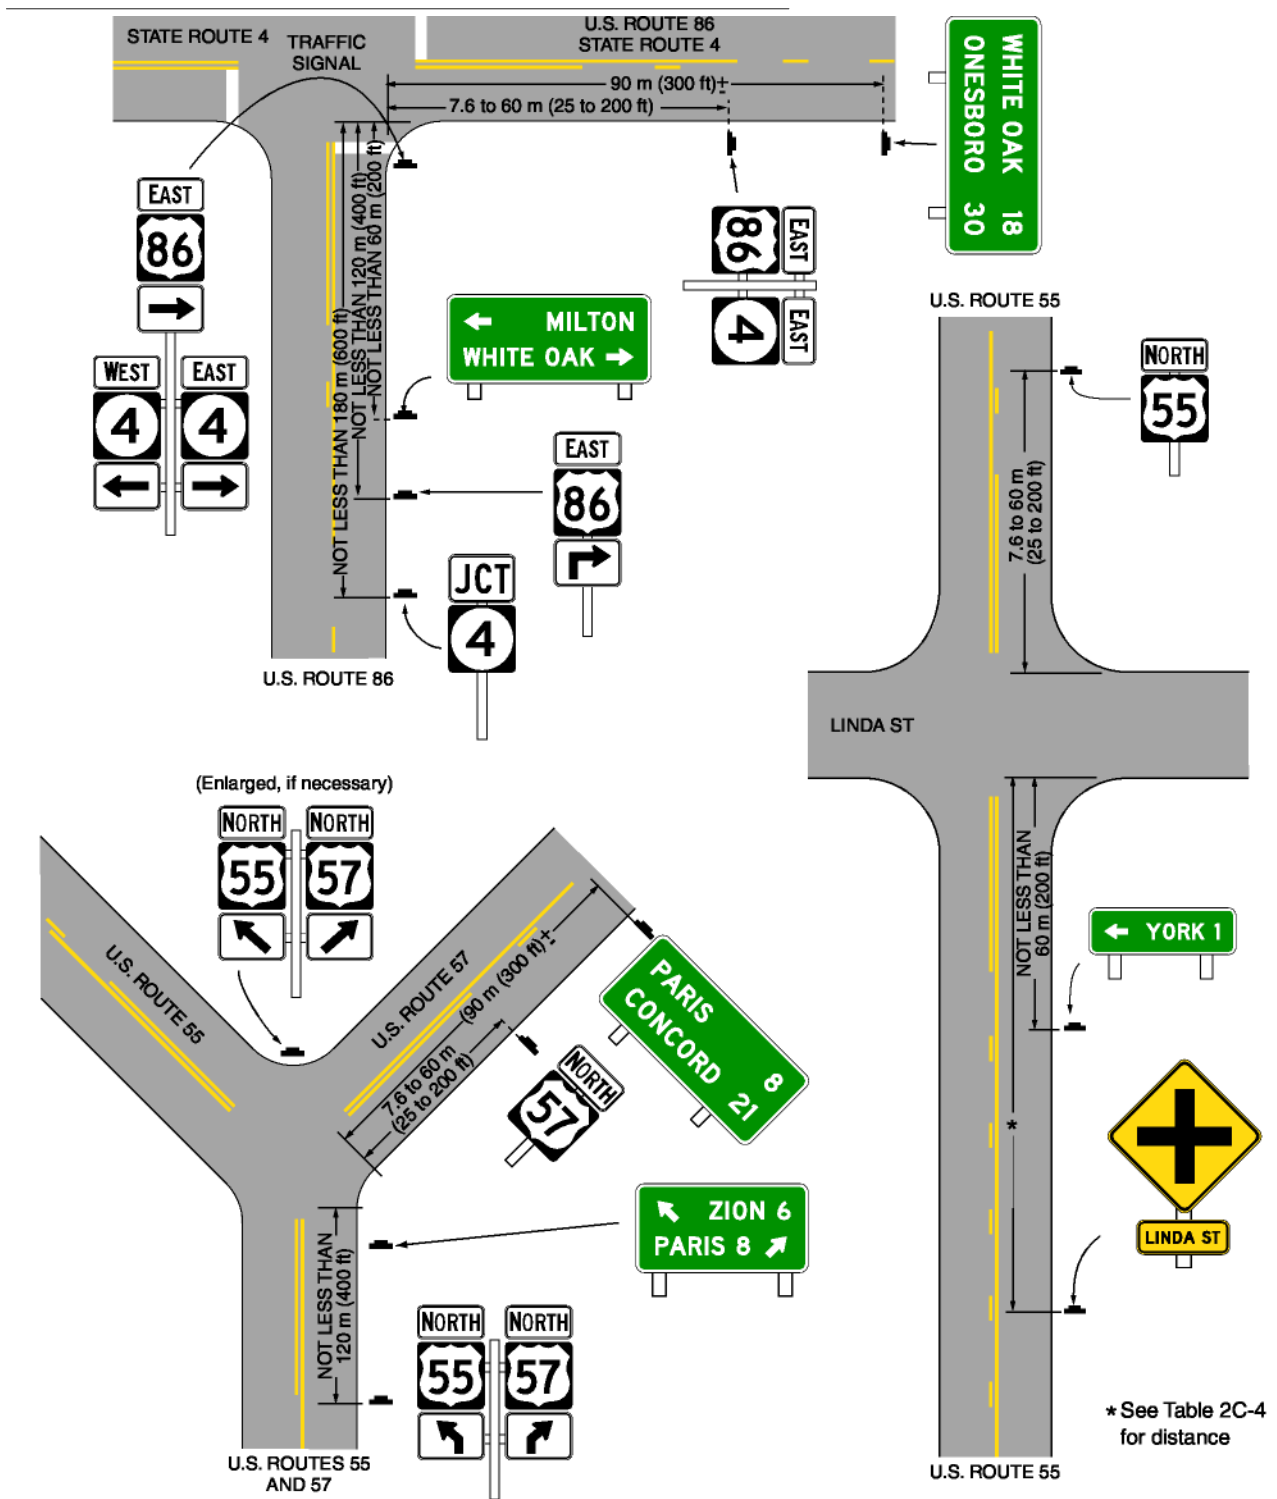 STATE ROUTE 4
TRAFFIC
SIGNAL
U.S. ROUTE 86
STATE ROUTE 4
90 m (300 ft)±
7.6 to 60 m (25 to 200 ft)
WHITE OAK 18
ONESBORO 30
EAST
86
WEST
4
EAST
4
NOT LESS THAN 180 m (600 ft)
NOT LESS THAN 120 m (400 ft)
NOT LESS THAN 60 m (200 ft)
EAST
86
EAST
4
MILTON
WHITE OAK
EAST
86
JCT
4
U.S. ROUTE 86
U.S. ROUTE 55
NORTH
55
7.6 to 60 m
(25 to 200 ft)
LINDA ST
NOT LESS THAN
60 m (200 ft)
YORK 1
*
LINDA ST
* See Table 2C-4
for distance
U.S. ROUTE 55
(Enlarged, if necessary)
NORTH NORTH
55 57
U.S. ROUTE 55
U.S. ROUTE 57
(90 m (300 ft)±
7.6 to 60 m
(25 to 200 ft)
PARIS 8
CONCORD 21
NORTH
57
ZION 6
PARIS 8
NOT LESS THAN
120 m (400 ft)
NORTH NORTH
55 57
U.S. ROUTES 55
AND 57